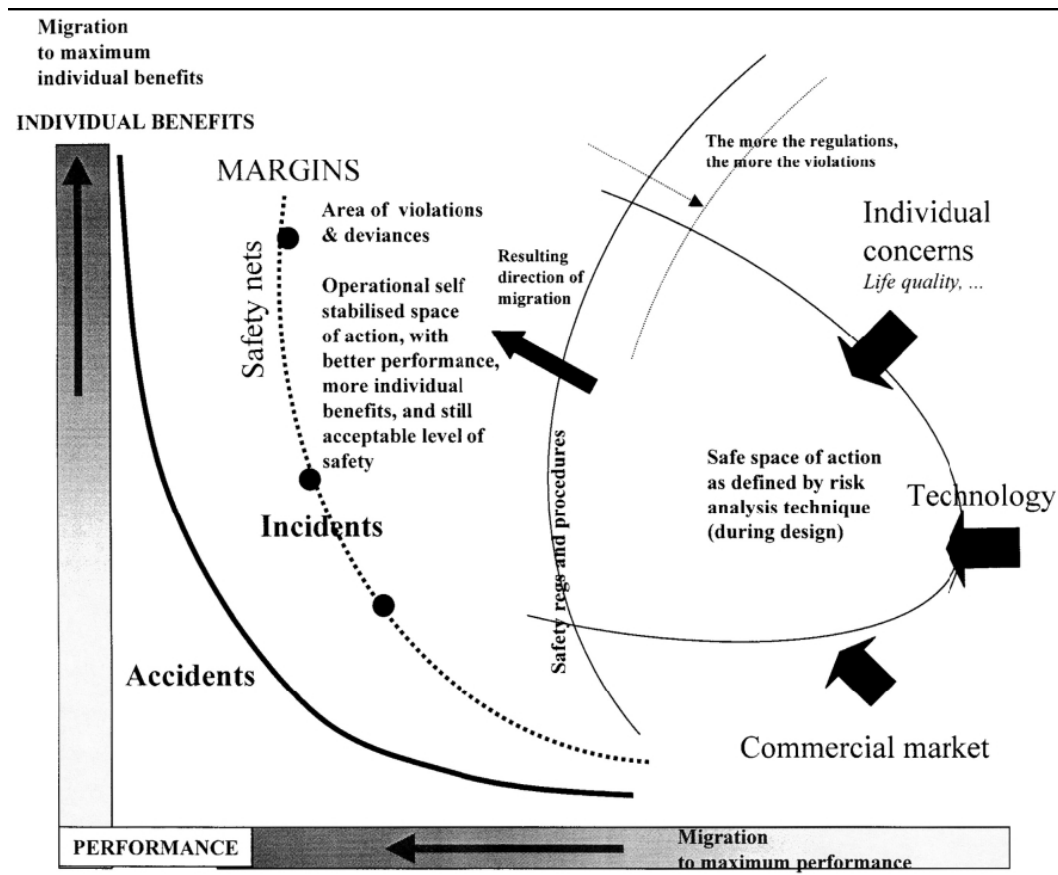 Migration
to maximum
individual benefits
INDIVIDUAL BENEFITS
MARGINS
Safety nets
Area of violations
& deviances
Operational self
stabilised space
of action, with
better performance,
more individual
benefits, and still
acceptable level of
safety
Resulting
direction of
migration
The more the regulations,
the more the violations
Individual
concerns
Life quality, ...
Safe space of action
as defined by risk
analysis technique
(during design)
Technology
Incidents
Safety regs and procedures
Accidents
Commercial market
PERFORMANCE
Migration
to maximum performance